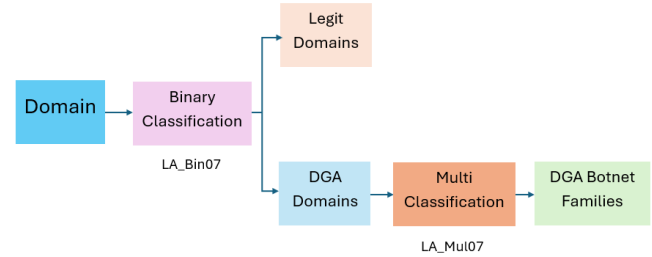 Legit
Domains
Domain
Binary
Classification
LA_Bin07
DGA
Domains
Multi
Classification
LA_Mul07
DGA Botnet
Families